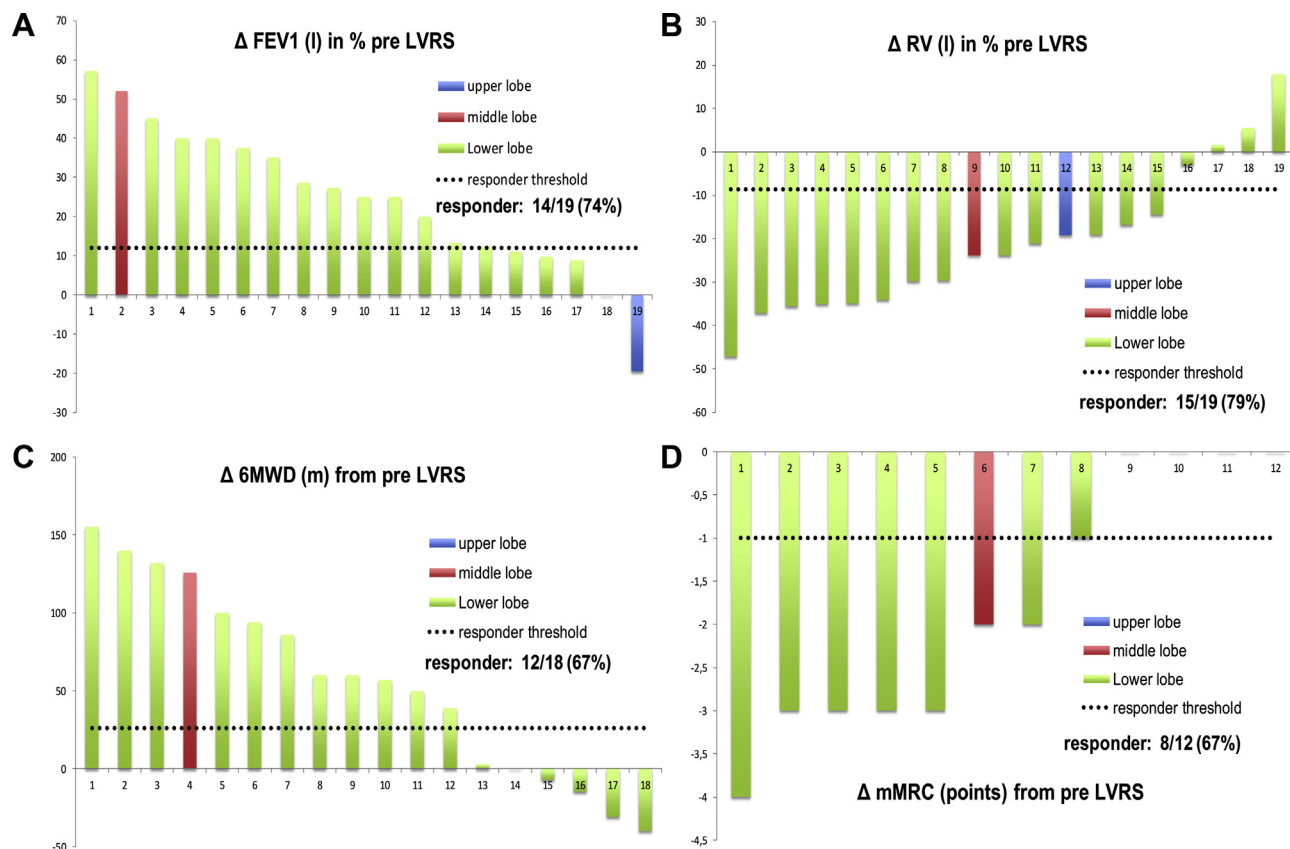 A
Δ FEV1 (l) in % pre LVRS
70
60
50
40
30
20
10
0
-10
-20
-30
upper lobe
middle lobe
Lower lobe
responder threshold
responder: 14/19 (74%)
1 2 3 4 5 6 7 8 9 10 11 12 13 14 15 16 17 18 19
B
Δ RV (l) in % pre LVRS
30
20
10
0
-10
-20
-30
-40
-50
-60
1 2 3 4 5 6 7 8 9 10 11 12 13 14 15 16 17 18 19
upper lobe
middle lobe
Lower lobe
responder threshold
responder: 15/19 (79%)
C
Δ 6MWD (m) from pre LVRS
200
150
100
50
0
-50
upper lobe
middle lobe
Lower lobe
responder threshold
responder: 12/18 (67%)
1 2 3 4 5 6 7 8 9 10 11 12 13 14 15 16 17 18
D
0
-0,5
-1
-1,5
-2
-2,5
-3
-3,5
-4
-4,5
1 2 3 4 5 6 7 8 9 10 11 12
upper lobe
middle lobe
Lower lobe
responder threshold
responder: 8/12 (67%)
Δ mMRC (points) from pre LVRS